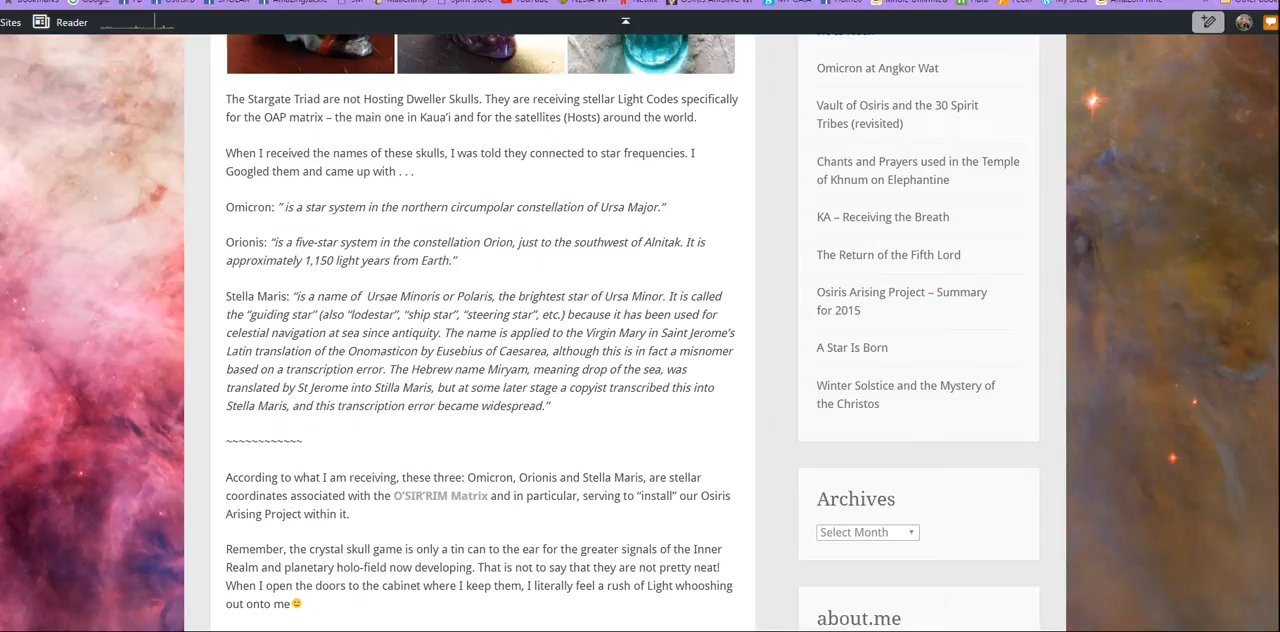 Bookmarks Google
YouTube
Netflix
My GAIA
Kindle Unlimited
Hulu
My Sites
Sites Reader
The Stargate Triad are not Hosting Dweller Skulls. They are receiving stellar Light Codes specifically
for the OAP matrix – the main one in Kaua’i and for the satellites (Hosts) around the world.
When I received the names of these skulls, I was told they connected to star frequencies. I
Googled them and came up with . . .
Omicron: ” is a star system in the northern circumpolar constellation of Ursa Major.”
Orionis: “is a five-star system in the constellation Orion, just to the southwest of Alnitak. It is
approximately 1,150 light years from Earth.”
Stella Maris: “is a name of Ursae Minoris or Polaris, the brightest star of Ursa Minor. It is called
the “guiding star” (also “lodestar”, “ship star”, “steering star”, etc.) because it has been used for
celestial navigation at sea since antiquity. The name is applied to the Virgin Mary in Saint Jerome’s
Latin translation of the Onomasticon by Eusebius of Caesarea, although this is in fact a misnomer
based on a transcription error. The Hebrew name Miryam, meaning drop of the sea, was
translated by St Jerome into Stilla Maris, but at some later stage a copyist transcribed this into
Stella Maris, and this transcription error became widespread.”
~~~~~~~~~~~~
According to what I am receiving, these three: Omicron, Orionis and Stella Maris, are stellar
coordinates associated with the O’SIR’RIM Matrix and in particular, serving to “install” our Osiris
Arising Project within it.
Remember, the crystal skull game is only a tin can to the ear for the greater signals of the Inner
Realm and planetary holo-field now developing. That is not to say that they are not pretty neat!
When I open the doors to the cabinet where I keep them, I literally feel a rush of Light whooshing
out onto me
Omicron at Angkor Wat
Vault of Osiris and the 30 Spirit
Tribes (revisited)
Chants and Prayers used in the Temple
of Khnum on Elephantine
KA – Receiving the Breath
The Return of the Fifth Lord
Osiris Arising Project – Summary
for 2015
A Star Is Born
Winter Solstice and the Mystery of
the Christos
Archives
Select Month
about.me